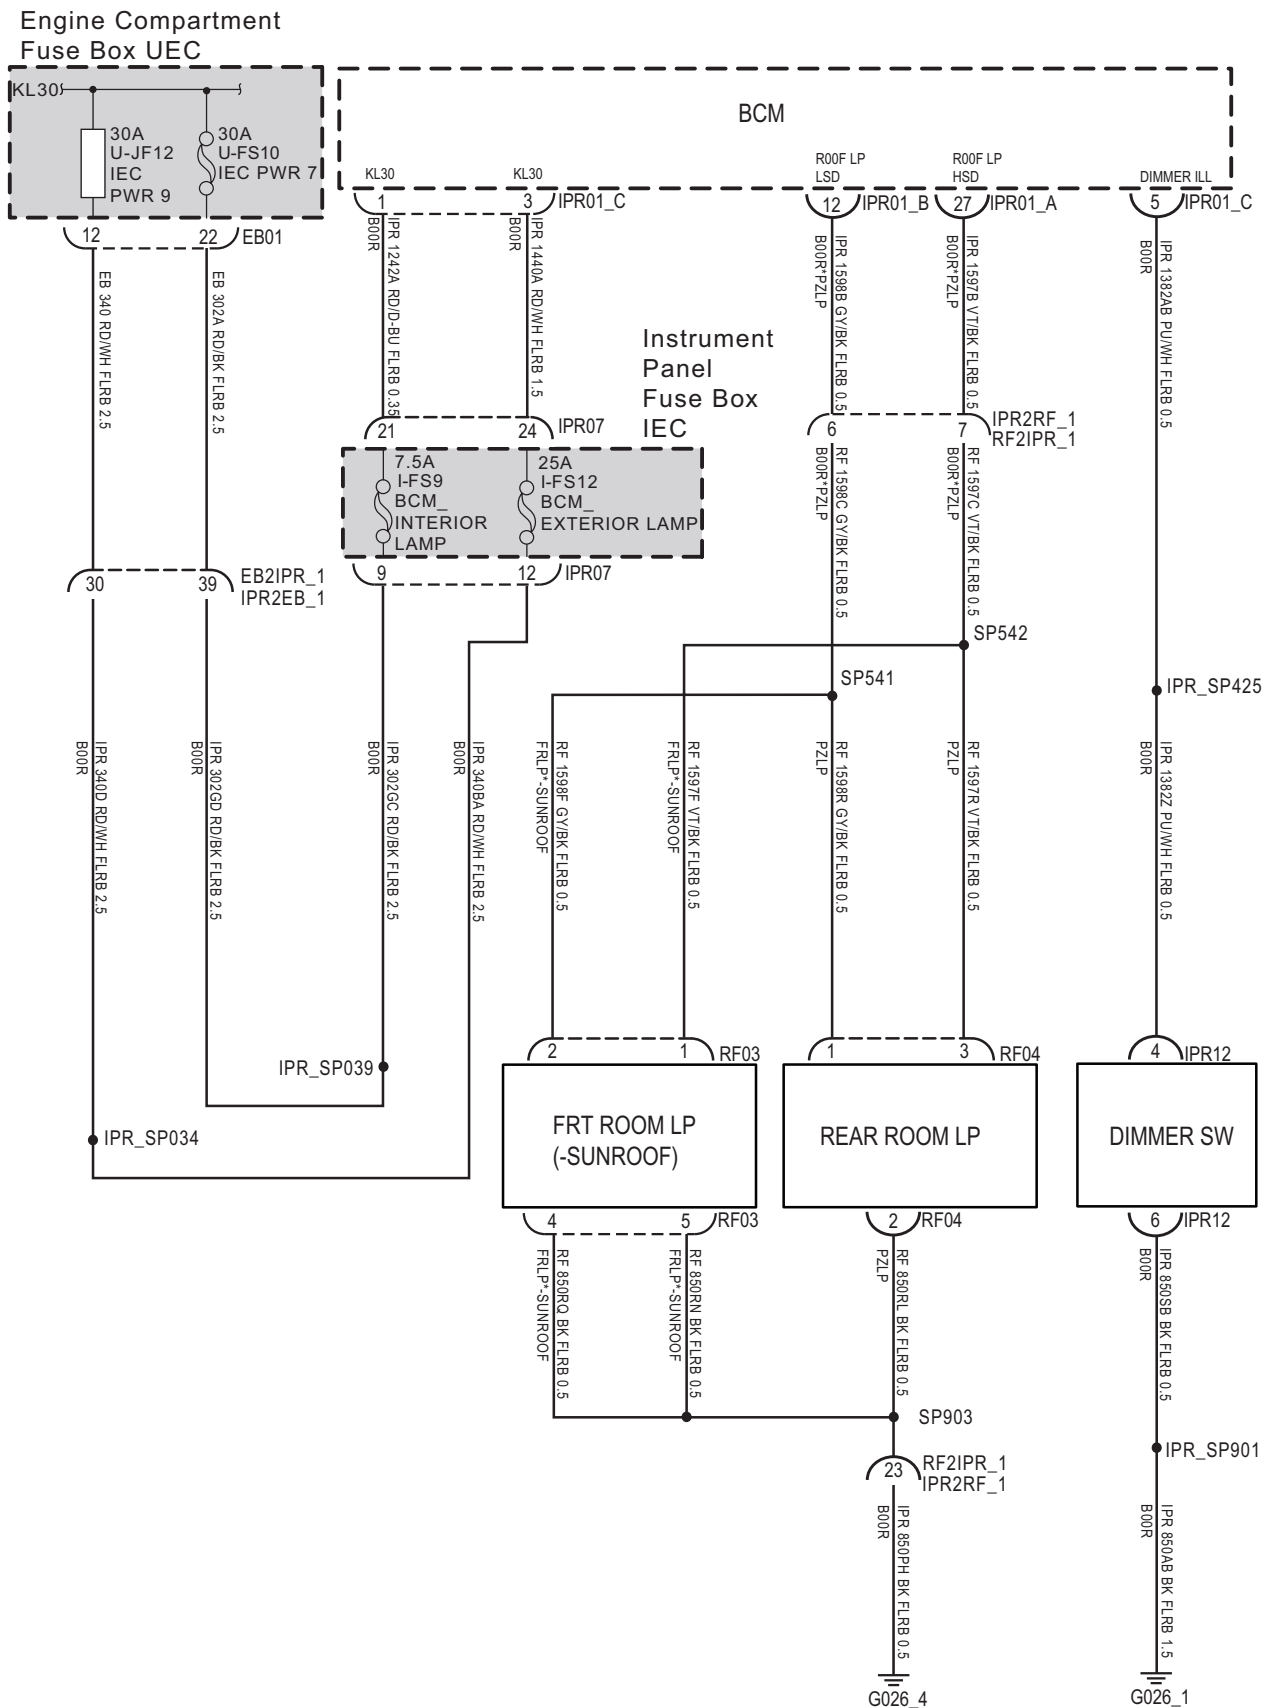 Engine Compartment
Fuse Box UEC
KL30
30A
U-JF12
IEC
PWR 9
30A
U-FS10
IEC PWR 7
12
22
EB01
BCM
KL30
KL30
R00F LP
LSD
R00F LP
HSD
DIMMER ILL
1
3
IPR01_C
12
IPR01_B
27
IPR01_A
5
IPR01_C
EB 340 RD/WH FLRB 2.5
EB 302A RD/BK FLRB 2.5
IPR 1242A RD/D-BU FLRB 0.35
B00R
IPR 1440A RD/WH FLRB 1.5
B00R
IPR 1598B GY/BK FLRB 0.5
B00R*PZLP
IPR 1597B VT/BK FLRB 0.5
B00R*PZLP
IPR 1382AB PU/WH FLRB 0.5
B00R
Instrument
Panel
Fuse Box
IEC
21
24
IPR07
7.5A
I-FS9
BCM_
INTERIOR
LAMP
25A
I-FS12
BCM_
EXTERIOR LAMP
9
12
IPR07
6
7
IPR2RF_1
RF2IPR_1
RF 1598C GY/BK FLRB 0.5
B00R*PZLP
RF 1597C VT/BK FLRB 0.5
B00R*PZLP
30
39
EB2IPR_1
IPR2EB_1
SP542
SP541
IPR_SP425
IPR 340D RD/WH FLRB 2.5
B00R
IPR 302GD RD/BK FLRB 2.5
B00R
IPR 302GC RD/BK FLRB 2.5
B00R
IPR 340BA RD/WH FLRB 2.5
B00R
RF 1598F GY/BK FLRB 0.5
FRLP*-SUNROOF
RF 1597F VT/BK FLRB 0.5
FRLP*-SUNROOF
RF 1598R GY/BK FLRB 0.5
PZLP
RF 1597R VT/BK FLRB 0.5
PZLP
IPR 1382Z PU/WH FLRB 0.5
B00R
IPR_SP039
IPR_SP034
2
1
RF03
1
3
RF04
4
IPR12
FRT ROOM LP
(-SUNROOF)
REAR ROOM LP
DIMMER SW
4
5
RF03
2
RF04
6
IPR12
RF 850RQ BK FLRB 0.5
FRLP*-SUNROOF
RF 850RN BK FLRB 0.5
FRLP*-SUNROOF
RF 850RL BK FLRB 0.5
PZLP
IPR 850SB BK FLRB 0.5
B00R
SP903
IPR_SP901
23
RF2IPR_1
IPR2RF_1
IPR 850PH BK FLRB 0.5
B00R
IPR 850AB BK FLRB 1.5
B00R
G026_4
G026_1